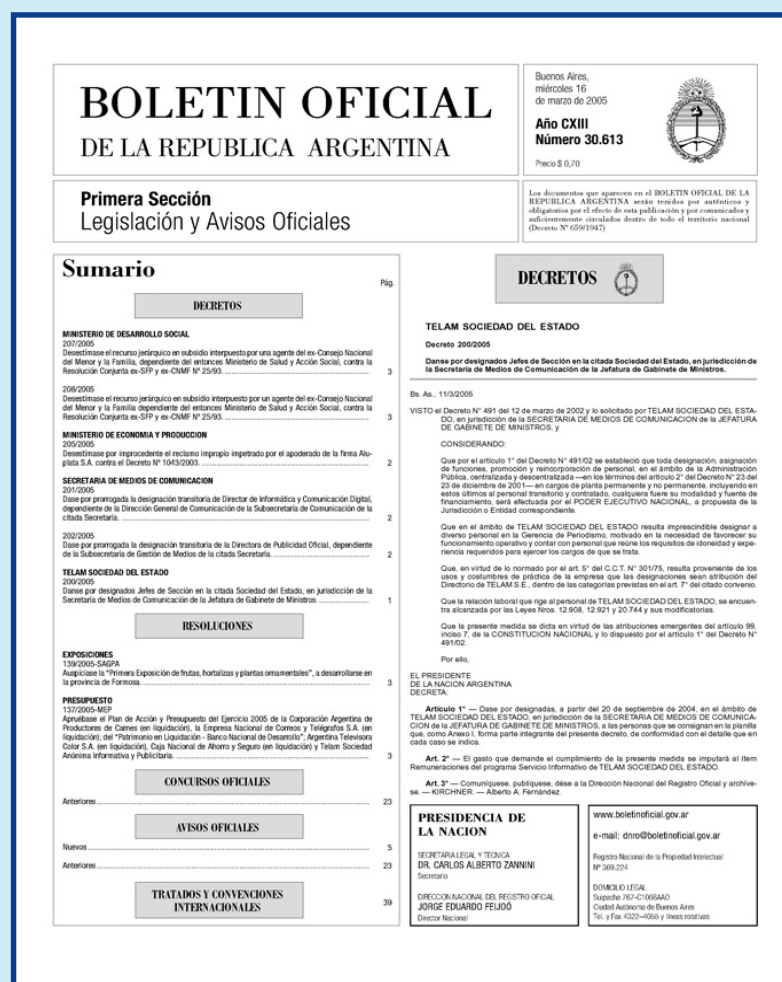 BOLETIN OFICIAL
DE LA REPUBLICA ARGENTINA
Buenos Aires,
miércoles 16
de marzo de 2005
Año CXIII
Número 30.613
Precio $ 0,70
Primera Sección
Legislación y Avisos Oficiales
Los documentos que aparecen en el BOLETIN OFICIAL DE LA
REPUBLICA ARGENTINA serán tenidos por auténticos y
obligatorios por el efecto de esta publicación y por comunicados y
suficientemente circulados dentro de todo el territorio nacional
(Decreto Nº 659/1947)
Sumario
Pág.
DECRETOS
MINISTERIO DE DESARROLLO SOCIAL
207/2005
Desestímase el recurso jerárquico en subsidio interpuesto por una agente del ex-Consejo Nacional
del Menor y la Familia, dependiente del entonces Ministerio de Salud y Acción Social, contra la
Resolución Conjunta ex-SFP y ex-CNMF Nº 25/93. 3
208/2005
Desestímase el recurso jerárquico en subsidio interpuesto por un agente del ex-Consejo Nacional
del Menor y la Familia dependiente del entonces Ministerio de Salud y Acción Social, contra la
Resolución Conjunta ex-SFP y ex-CNMF Nº 25/93. 3
MINISTERIO DE ECONOMIA Y PRODUCCION
205/2005
Desestímase por improcedente el reclamo impropio impetrado por el apoderado de la firma Alu-
plata S.A. contra el Decreto Nº 1043/2003. 2
SECRETARIA DE MEDIOS DE COMUNICACION
201/2005
Dase por prorrogada la designación transitoria de Director de Informática y Comunicación Digital,
dependiente de la Dirección General de Comunicación de la Subsecretaría de Comunicación de la
citada Secretaría. 2
202/2005
Dase por prorrogada la designación transitoria de la Directora de Publicidad Oficial, dependiente
de la Subsecretaría de Gestión de Medios de la citada Secretaría. 2
TELAM SOCIEDAD DEL ESTADO
200/2005
Danse por designados Jefes de Sección en la citada Sociedad del Estado, en jurisdicción de la
Secretaría de Medios de Comunicación de la Jefatura de Gabinete de Ministros. 1
RESOLUCIONES
EXPOSICIONES
139/2005-SAGPA
Auspíciase la "Primera Exposición de frutas, hortalizas y plantas ornamentales", a desarrollarse en
la provincia de Formosa. 3
PRESUPUESTO
137/2005-MEP
Apruébase el Plan de Acción y Presupuesto del Ejercicio 2005 de la Corporación Argentina de
Productores de Carnes (en liquidación), la Empresa Nacional de Correos y Telégrafos S.A. (en
liquidación); del "Patrimonio en Liquidación - Banco Nacional de Desarrollo"; Argentina Televisora
Color S.A. (en liquidación), Caja Nacional de Ahorro y Seguro (en liquidación) y Telam Sociedad
Anónima Informativa y Publicitaria. 3
CONCURSOS OFICIALES
Anteriores 23
AVISOS OFICIALES
Nuevos 5
Anteriores 23
TRATADOS Y CONVENCIONES
INTERNACIONALES 39
DECRETOS
TELAM SOCIEDAD DEL ESTADO
Decreto 200/2005
Danse por designados Jefes de Sección en la citada Sociedad del Estado, en jurisdicción de
la Secretaría de Medios de Comunicación de la Jefatura de Gabinete de Ministros.
Bs. As., 11/3/2005
VISTO el Decreto Nº 491 del 12 de marzo de 2002 y lo solicitado por TELAM SOCIEDAD DEL ESTA-
DO, en jurisdicción de la SECRETARIA DE MEDIOS DE COMUNICACION de la JEFATURA
DE GABINETE DE MINISTROS, y
CONSIDERANDO:
Que por el artículo 1º del Decreto Nº 491/02 se estableció que toda designación, asignación
de funciones, promoción y reincorporación de personal, en el ámbito de la Administración
Pública, centralizada y descentralizada —en los términos del artículo 2º del Decreto Nº 23 del
23 de diciembre de 2001— en cargos de planta permanente y no permanente, incluyendo en
estos últimos al personal transitorio y contratado, cualquiera fuere su modalidad y fuente de
financiamiento, será efectuada por el PODER EJECUTIVO NACIONAL, a propuesta de la
Jurisdicción o Entidad correspondiente.
Que en el ámbito de TELAM SOCIEDAD DEL ESTADO resulta imprescindible designar a
diverso personal en la Gerencia de Periodismo, motivado en la necesidad de favorecer su
funcionamiento operativo y contar con personal que reúne los requisitos de idoneidad y expe-
riencia requeridos para ejercer los cargos de que se trata.
Que, en virtud de lo normado por el art. 5º del C.C.T. Nº 301/75, resulta proveniente de los
usos y costumbres de práctica de la empresa que las designaciones sean atribución del
Directorio de TELAM S.E., dentro de las categorías previstas en el art. 7º del citado convenio.
Que la relación laboral que rige al personal de TELAM SOCIEDAD DEL ESTADO, se encuen-
tra alcanzada por las Leyes Nros. 12.908, 12.921 y 20.744 y sus modificatorias.
Que la presente medida se dicta en virtud de las atribuciones emergentes del artículo 99,
inciso 7, de la CONSTITUCION NACIONAL y lo dispuesto por el artículo 1º del Decreto Nº
491/02.
Por ello,
EL PRESIDENTE
DE LA NACION ARGENTINA
DECRETA:
Artículo 1º — Dase por designadas, a partir del 20 de septiembre de 2004, en el ámbito de
TELAM SOCIEDAD DEL ESTADO, en jurisdicción de la SECRETARIA DE MEDIOS DE COMUNICA-
CION de la JEFATURA DE GABINETE DE MINISTROS, a las personas que se consignan en la planilla
que, como Anexo I, forma parte integrante del presente decreto, de conformidad con el detalle que en
cada caso se indica.
Art. 2º — El gasto que demande el cumplimiento de la presente medida se imputará al Item
Remuneraciones del programa Servicio Informativo de TELAM SOCIEDAD DEL ESTADO.
Art. 3º — Comuníquese, publíquese, dése a la Dirección Nacional del Registro Oficial y archíve-
se. — KIRCHNER. — Alberto A. Fernández.
PRESIDENCIA DE
LA NACION
SECRETARIA LEGAL Y TECNICA
DR. CARLOS ALBERTO ZANNINI
Secretario
DIRECCION NACIONAL DEL REGISTRO OFICIAL
JORGE EDUARDO FEIJOÓ
Director Nacional
www.boletinoficial.gov.ar
e-mail: dnro@boletinoficial.gov.ar
Registro Nacional de la Propiedad Intelectual
Nº 369.224
DOMICILIO LEGAL
Suipacha 767-C1008AAO
Ciudad Autónoma de Buenos Aires
Tel. y Fax 4322-4055 y líneas rotativas